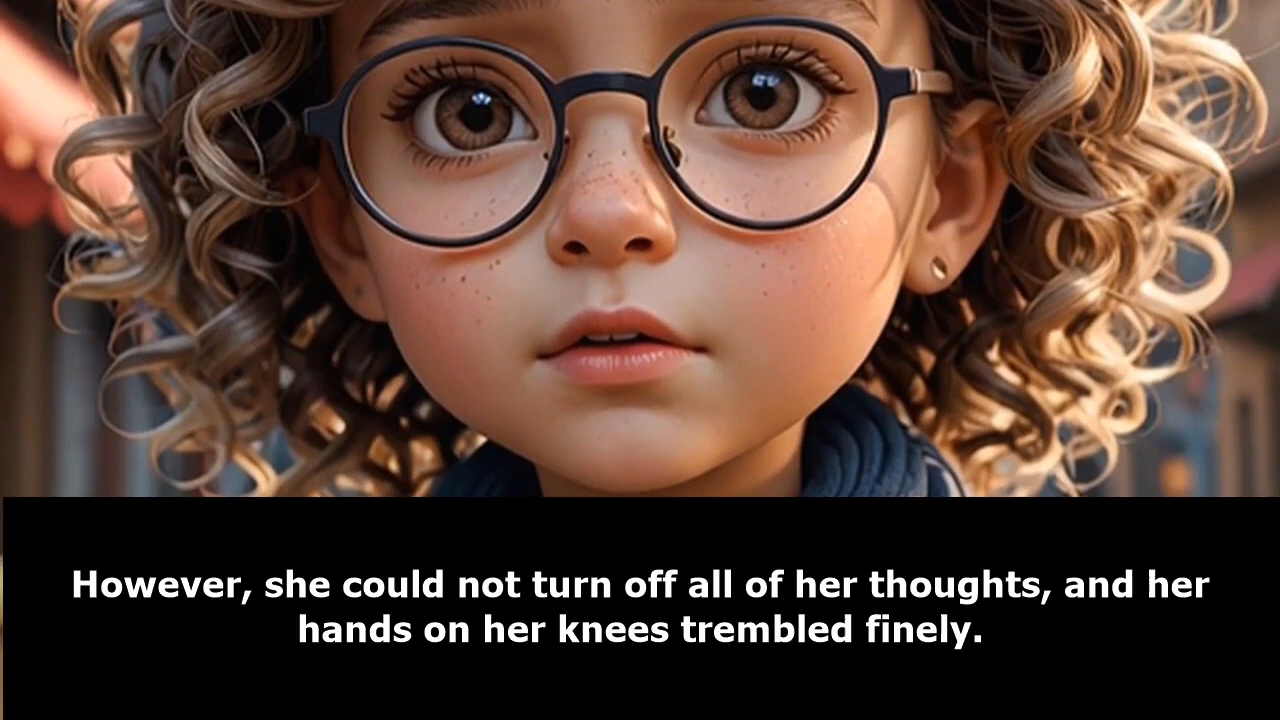 However, she could not turn off all of her thoughts, and her
hands on her knees trembled finely.